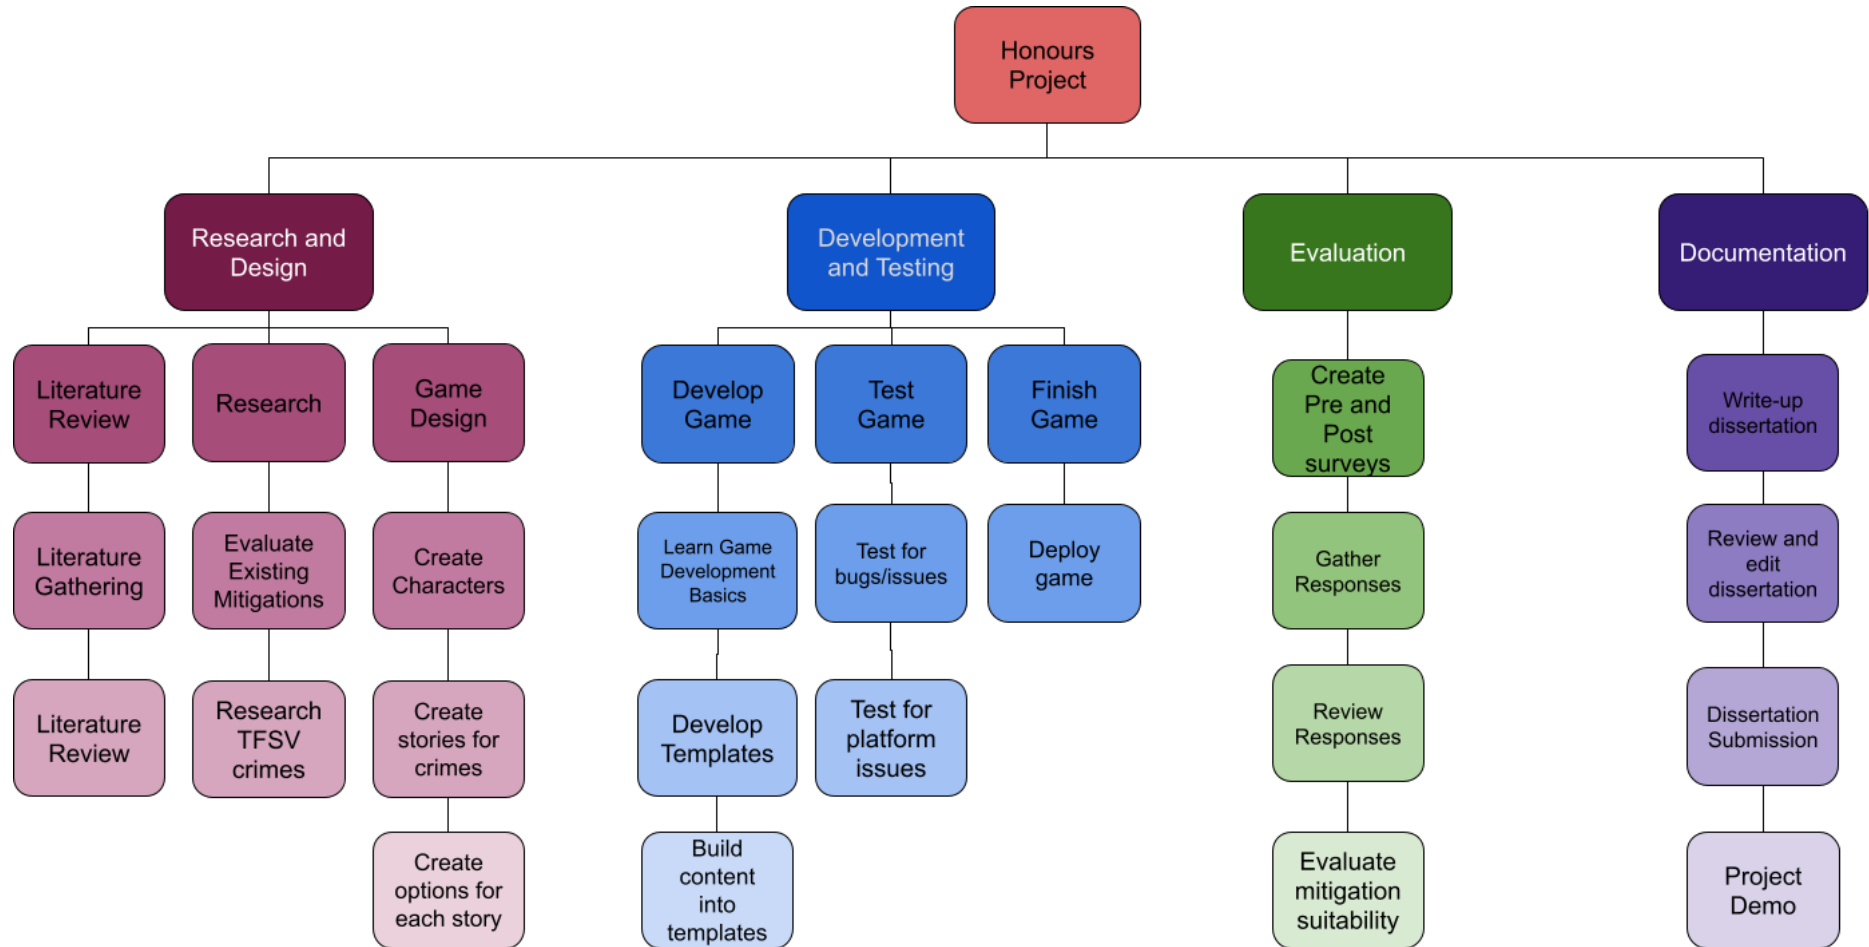 Honours
Project
Research and
Design
Development
and Testing
Evaluation
Documentation
Literature
Review
Research
Game
Design
Develop
Game
Test
Game
Finish
Game
Create
Pre and
Post
surveys
Write-up
dissertation
Literature
Gathering
Evaluate
Existing
Mitigations
Create
Characters
Learn Game
Development
Basics
Test for
bugs/issues
Deploy
game
Gather
Responses
Review and
edit
dissertation
Literature
Review
Research
TFSV
crimes
Create
stories for
crimes
Develop
Templates
Test for
platform
issues
Review
Responses
Dissertation
Submission
Create
options for
each story
Build
content
into
templates
Evaluate
mitigation
suitability
Project
Demo